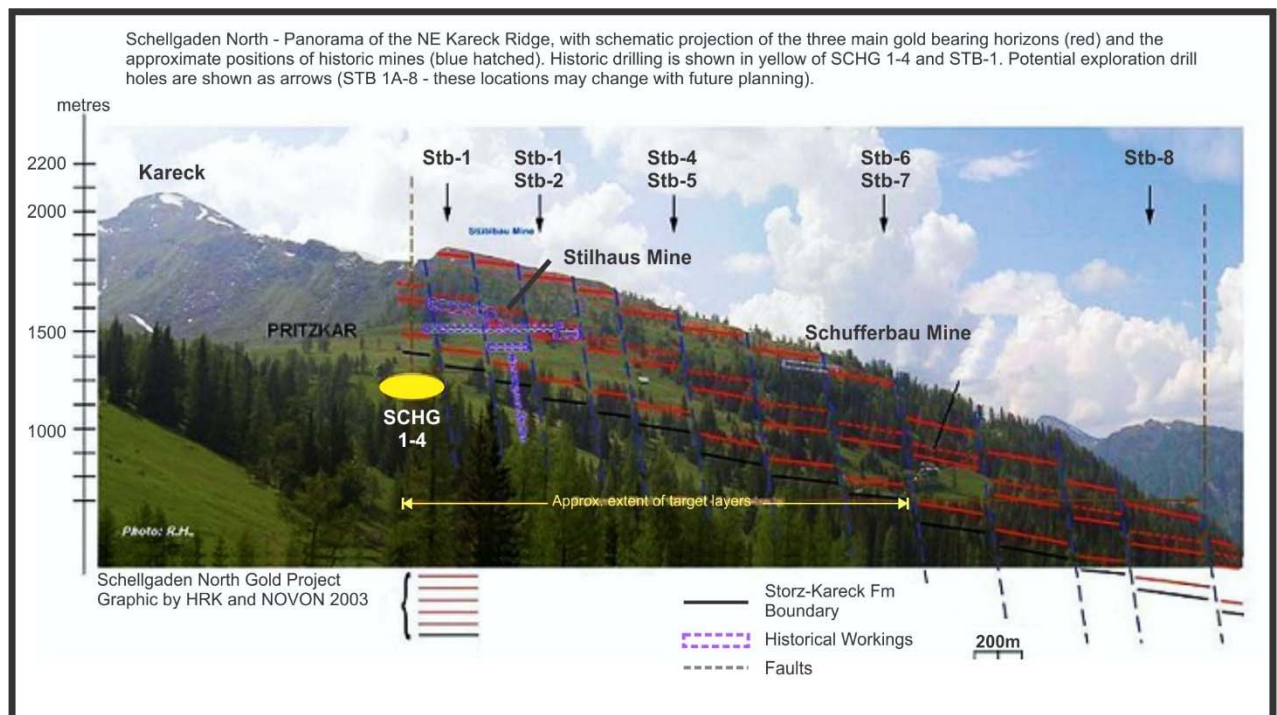 Schellgaden North - Panorama of the NE Kareck Ridge, with schematic projection of the three main gold bearing horizons (red) and the
approximate positions of historic mines (blue hatched). Historic drilling is shown in yellow of SCHG 1-4 and STB-1. Potential exploration drill
holes are shown as arrows (STB 1A-8 - these locations may change with future planning).
metres
2200
2000
1500
1000
Kareck
Stb-1
Stb-1
Stb-2
Stb-4
Stb-5
Stb-6
Stb-7
Stb-8
Stüblbau Mine
Stilhaus Mine
PRITZKAR
Schufferbau Mine
SCHG
1-4
Approx. extent of target layers
Photo: R.H.
Schellgaden North Gold Project
Graphic by HRK and NOVON 2003
Storz-Kareck Fm
Boundary
Historical Workings
Faults
200m